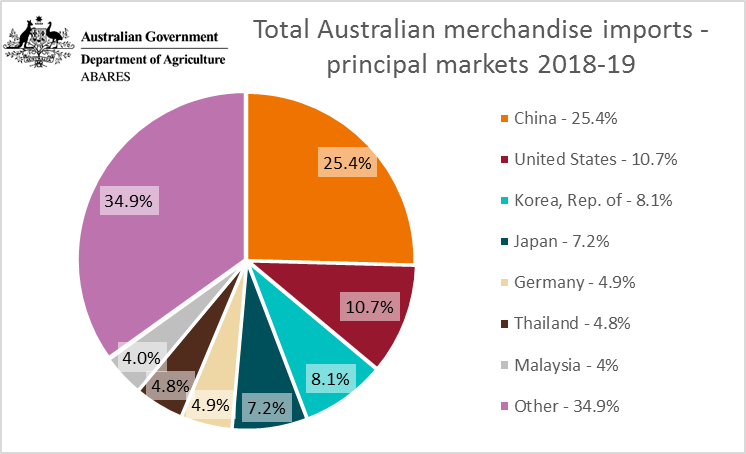 Australian Government
Department of Agriculture
ABARES
Total Australian merchandise imports -
principal markets 2018-19
25.4%
10.7%
8.1%
7.2%
4.9%
4.8%
4.0%
34.9%
China - 25.4%
United States - 10.7%
Korea, Rep. of - 8.1%
Japan - 7.2%
Germany - 4.9%
Thailand - 4.8%
Malaysia - 4%
Other - 34.9%